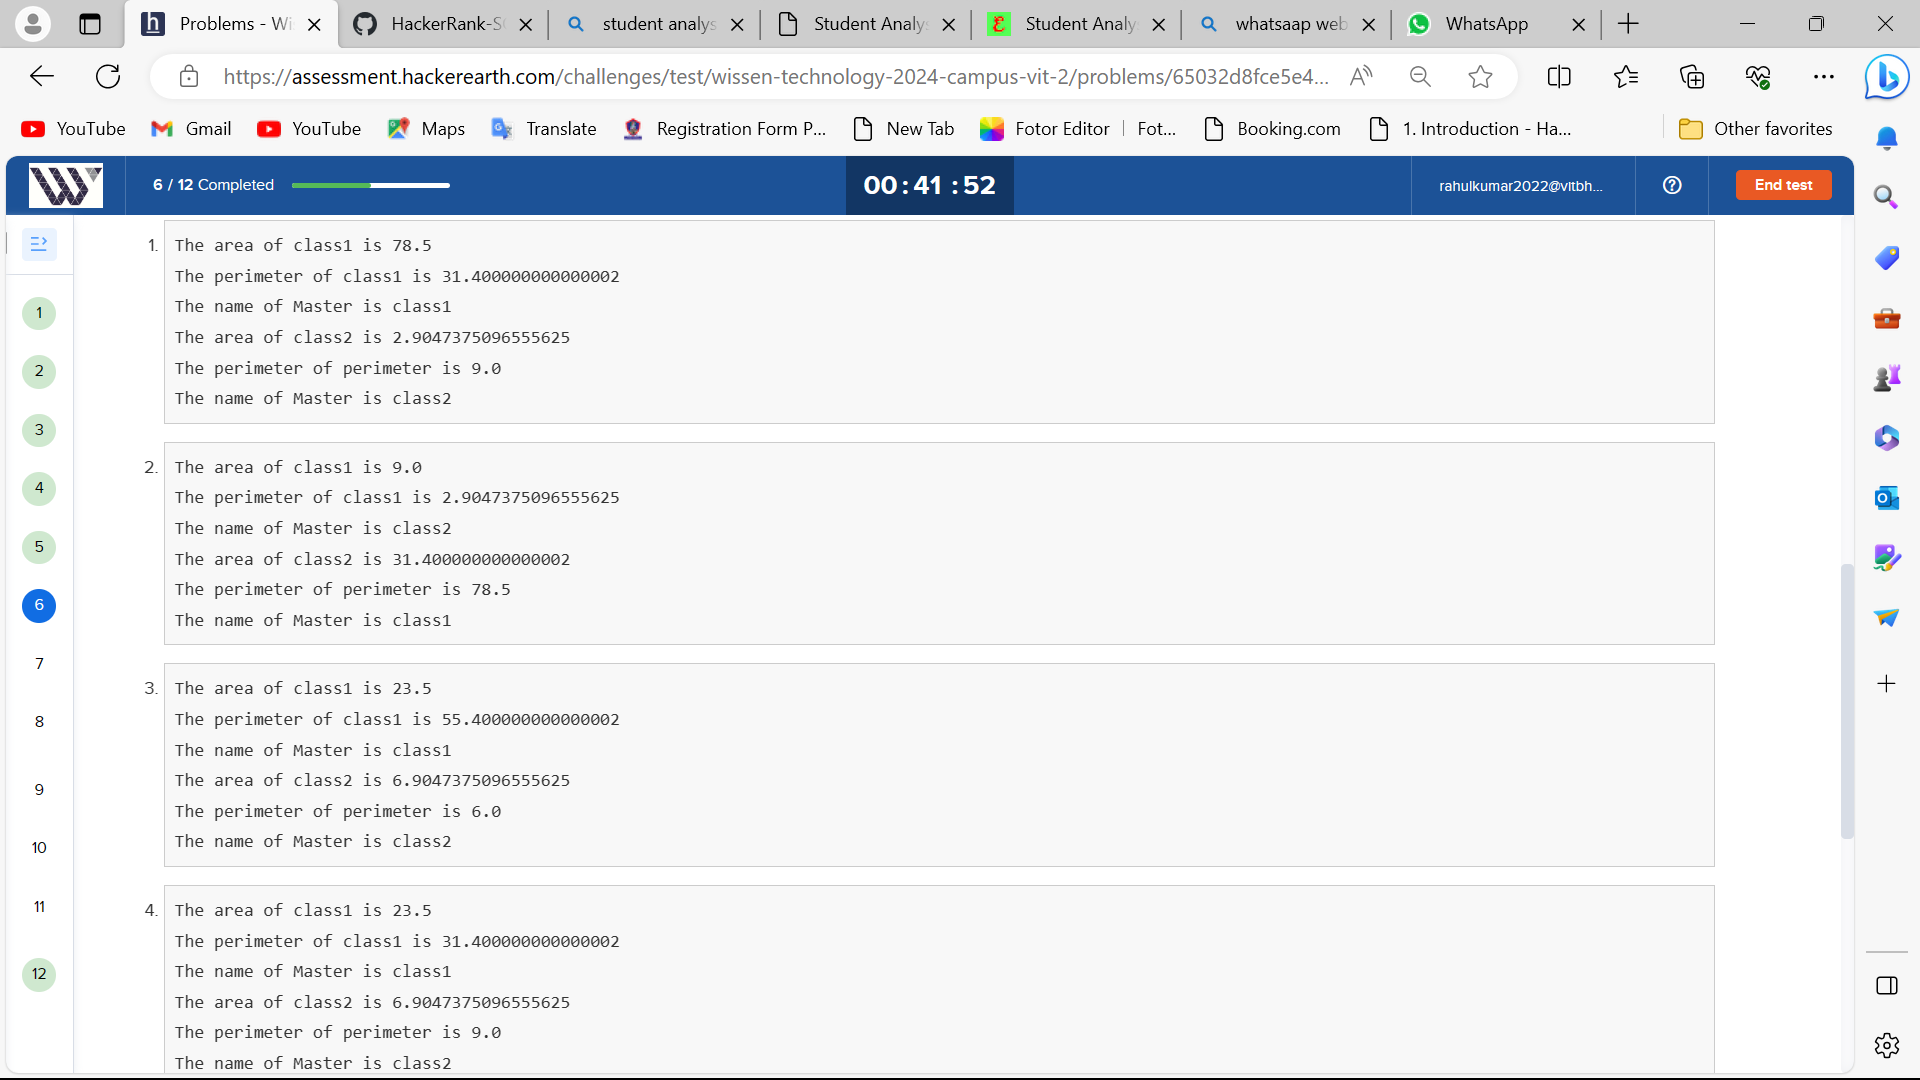 Problems - Wi
HackerRank-S
student analys
Student Analy
Student Analy
whatsaap web
WhatsApp
https://assessment.hackerearth.com/challenges/test/wissen-technology-2024-campus-vit-2/problems/65032d8fce5e4...
YouTube
Gmail
YouTube
Maps
Translate
Registration Form P...
New Tab
Fotor Editor
Fot...
Booking.com
1. Introduction - Ha...
Other favorites
6 / 12 Completed
00:41:52
rahulkumar2022@vitbh...
End test
1
2
3
4
5
6
7
8
9
10
11
12
1.
The area of class1 is 78.5
The perimeter of class1 is 31.400000000000002
The name of Master is class1
The area of class2 is 2.9047375096555625
The perimeter of perimeter is 9.0
The name of Master is class2
2.
The area of class1 is 9.0
The perimeter of class1 is 2.9047375096555625
The name of Master is class2
The area of class2 is 31.400000000000002
The perimeter of perimeter is 78.5
The name of Master is class1
3.
The area of class1 is 23.5
The perimeter of class1 is 55.400000000000002
The name of Master is class1
The area of class2 is 6.9047375096555625
The perimeter of perimeter is 6.0
The name of Master is class2
4.
The area of class1 is 23.5
The perimeter of class1 is 31.400000000000002
The name of Master is class1
The area of class2 is 6.9047375096555625
The perimeter of perimeter is 9.0
The name of Master is class2